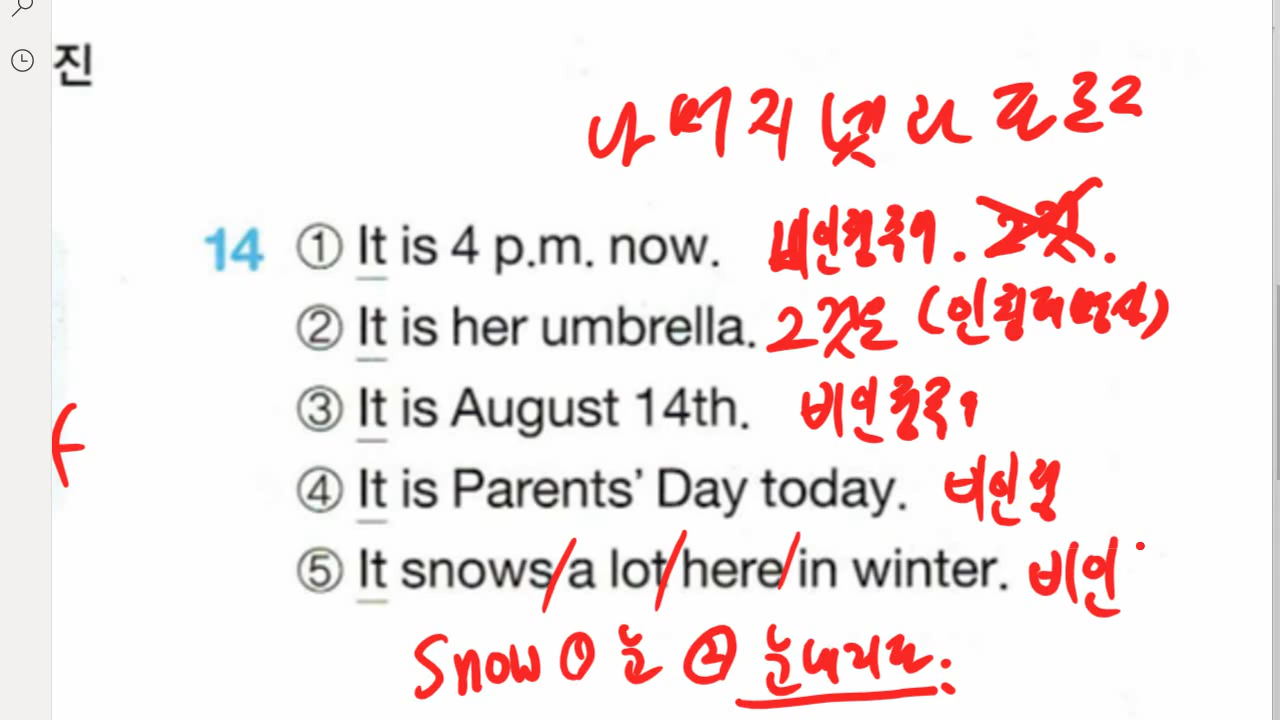 진
나머지 넷과 다른 것
14 ① It is 4 p.m. now. 비인칭주어.
② It is her umbrella. 그것은 (인칭대명사)
③ It is August 14th. 비인칭주어
④ It is Parents' Day today. 비인칭
⑤ It snows/a lot/here/in winter. 비인
Snow ① 눈 ② 눈내리다.